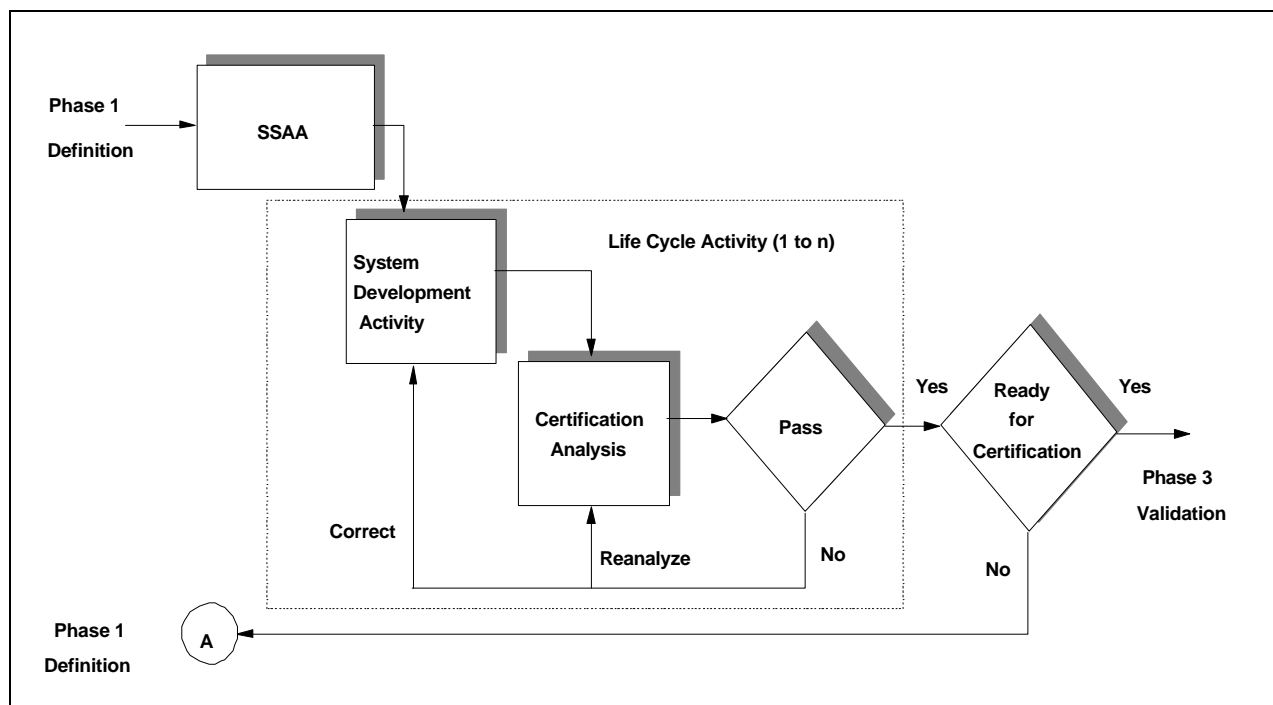 Phase 1
Definition
SSAA
Life Cycle Activity (1 to n)
System
Development
Activity
Certification
Analysis
Pass
Yes
Ready
for
Certification
Yes
Phase 3
Validation
Correct
Reanalyze
No
No
Phase 1
Definition
A